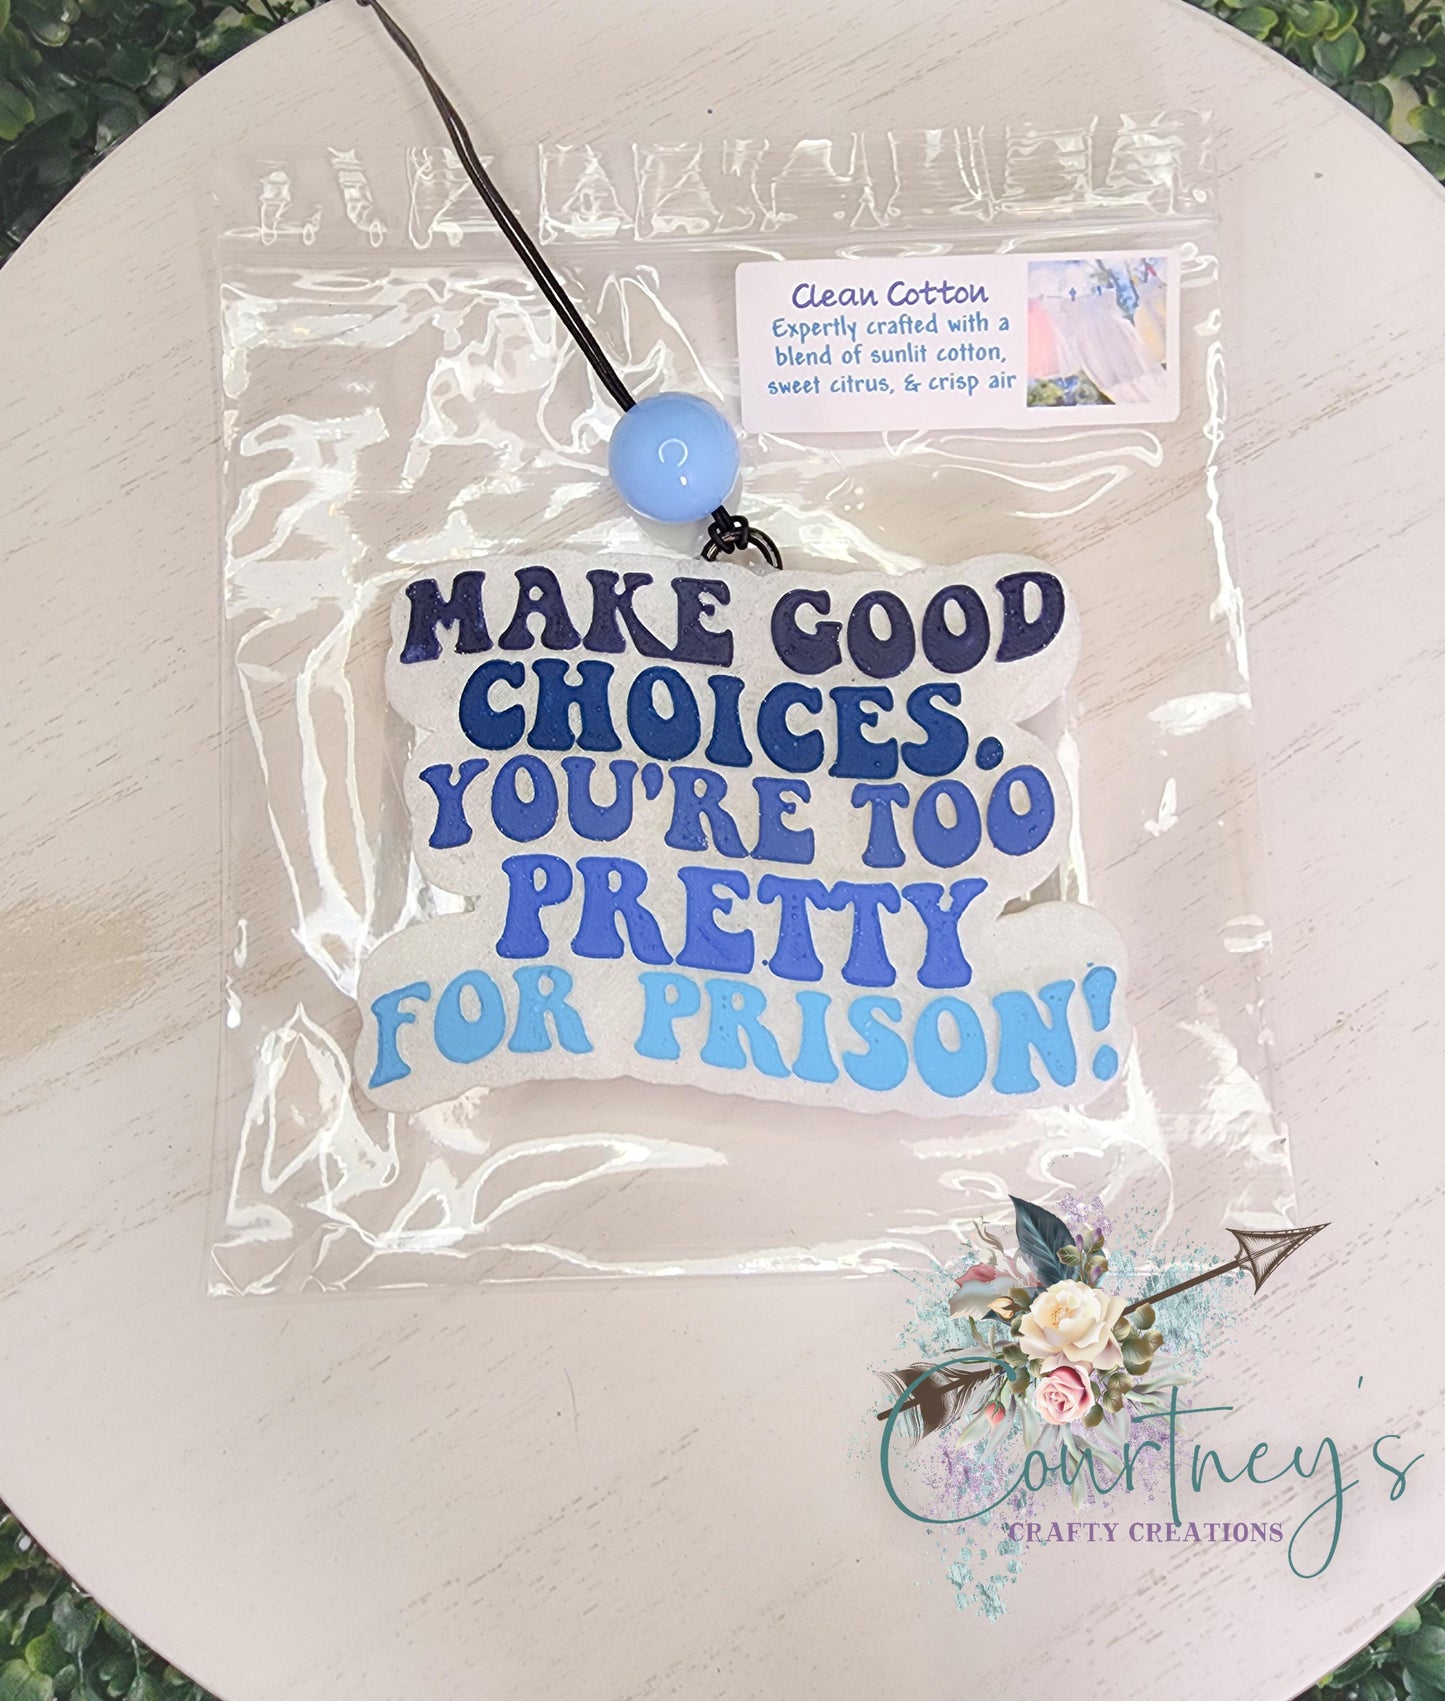 Clean Cotton
Expertly crafted with a
blend of sunlit cotton,
sweet citrus, & crisp air
MAKE GOOD
CHOICES.
YOU'RE TOO
PRETTY
FOR PRISON!
Courtney's
CRAFTY CREATIONS